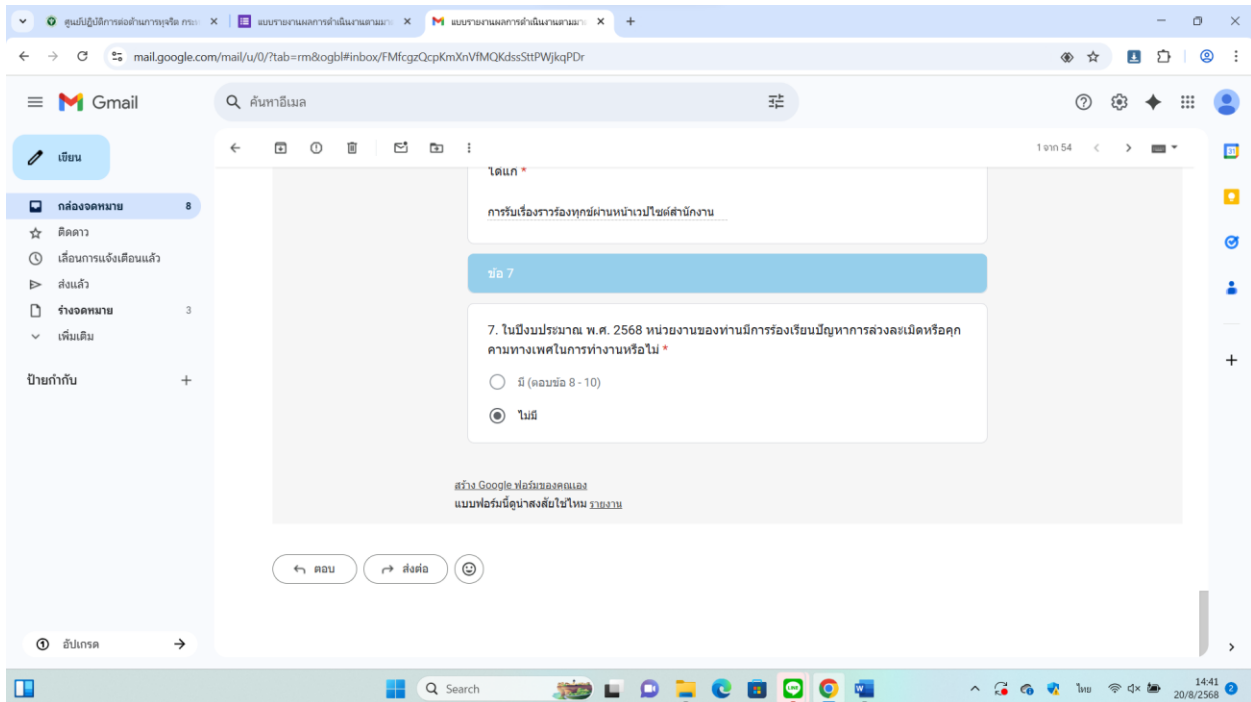 ศูนย์ปฏิบัติการต่อต้านการทุจริต กระ
แบบรายงานผลการดำเนินงานตามมา
แบบรายงานผลการดำเนินงานตามมา
mail.google.com/mail/u/0/?tab=rm&ogbl#inbox/FMfcgzQcpKmXnVfMQKdssSttPWjkqPDr
Gmail
ค้นหาอีเมล
เขียน
1 จาก 54
กล่องจดหมาย 8
ติดดาว
เลื่อนการแจ้งเตือนแล้ว
ส่งแล้ว
ร่างจดหมาย 3
เพิ่มเติม
ป้ายกำกับ
ได้แก่ *
การรับเรื่องราวร้องทุกข์ผ่านหน้าเวปไซต์สำนักงาน
ข้อ 7
7. ในปีงบประมาณ พ.ศ. 2568 หน่วยงานของท่านมีการร้องเรียนปัญหาการล่วงละเมิดหรือคุก
คามทางเพศในการทำงานหรือไม่ *
มี (ตอบข้อ 8 - 10)
ไม่มี
สร้าง Google ฟอร์มของคุณเอง
แบบฟอร์มนี้ดูน่าสงสัยใช่ไหม รายงาน
ตอบ
ส่งต่อ
อัปเกรด
31
Search
LINE
W
ไทย
14:41
20/8/2568
2